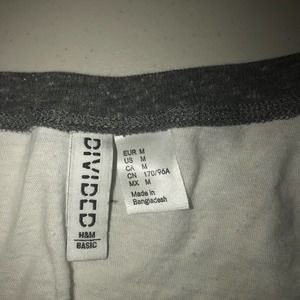 DIVIDED
H&M
BASIC
EUR M
US M
CA M
CN 170/96A
MX M
Made in
Bangladesh